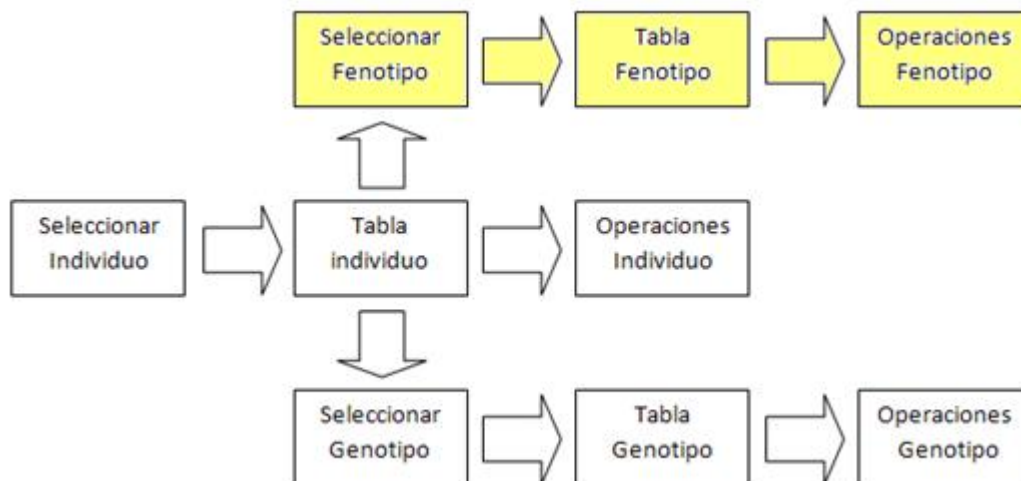 Seleccionar
Fenotipo
Tabla
Fenotipo
Operaciones
Fenotipo
Seleccionar
Individuo
Tabla
individuo
Operaciones
Individuo
Seleccionar
Genotipo
Tabla
Genotipo
Operaciones
Genotipo